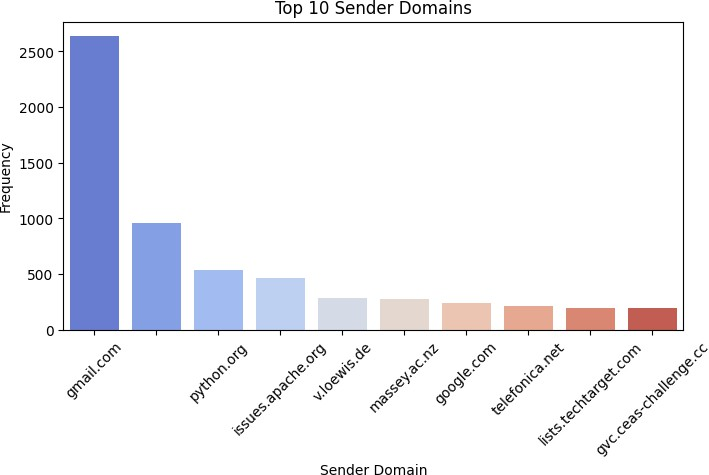 Top 10 Sender Domains
Frequency
2500
2000
1500
1000
500
0
gmail.com
python.org
issues.apache.org
v.loewis.de
massey.ac.nz
google.com
telefonica.net
lists.techtarget.com
gvc.ceas-challenge.cc
Sender Domain